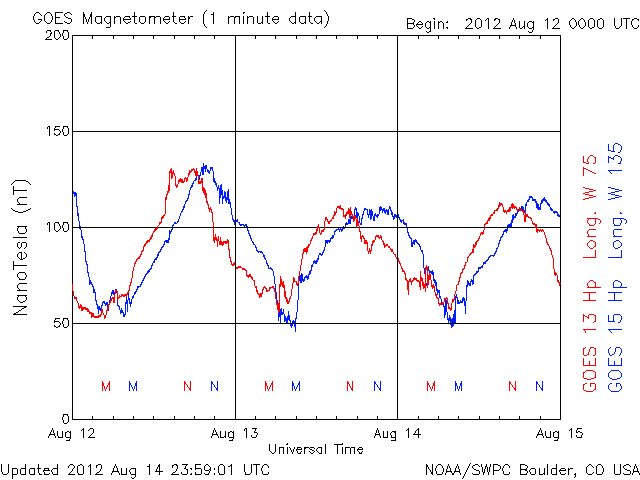 GOES Magnetometer (1 minute data)
Begin: 2012 Aug 12 0000 UTC
200
150
100
50
0
NanoTesla (nT)
M M N N M M N N M M N N
Aug 12 Aug 13 Aug 14 Aug 15
Universal Time
GOES 13 Hp Long. W 75
GOES 15 Hp Long. W 135
Updated 2012 Aug 14 23:59:01 UTC
NOAA/SWPC Boulder, CO USA